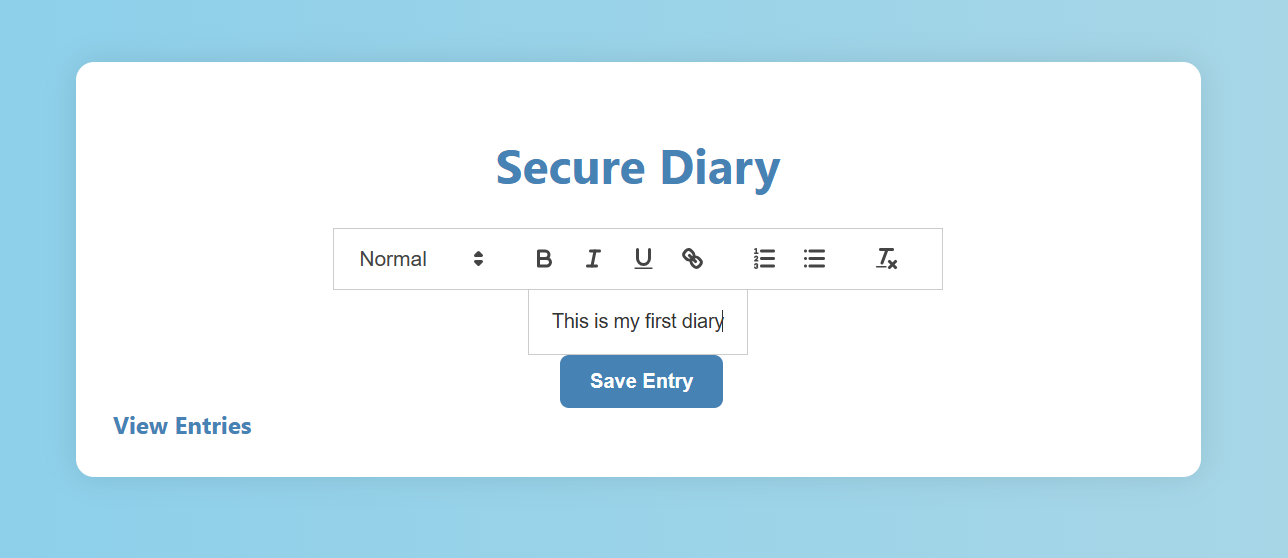 Secure Diary
Normal
This is my first diary
Save Entry
View Entries